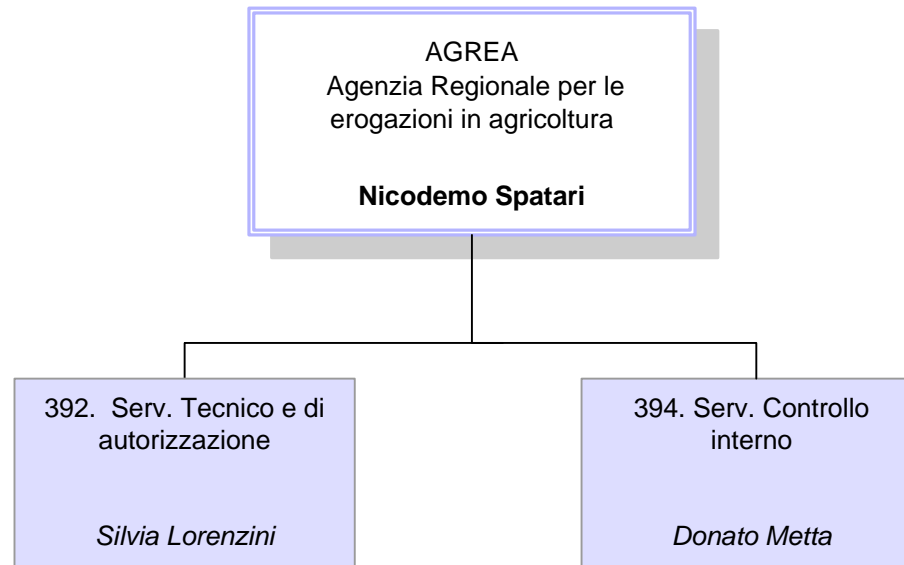 AGREA
Agenzia Regionale per le
erogazioni in agricoltura
Nicodemo Spatari
392. Serv. Tecnico e di
autorizzazione
Silvia Lorenzini
394. Serv. Controllo
interno
Donato Metta